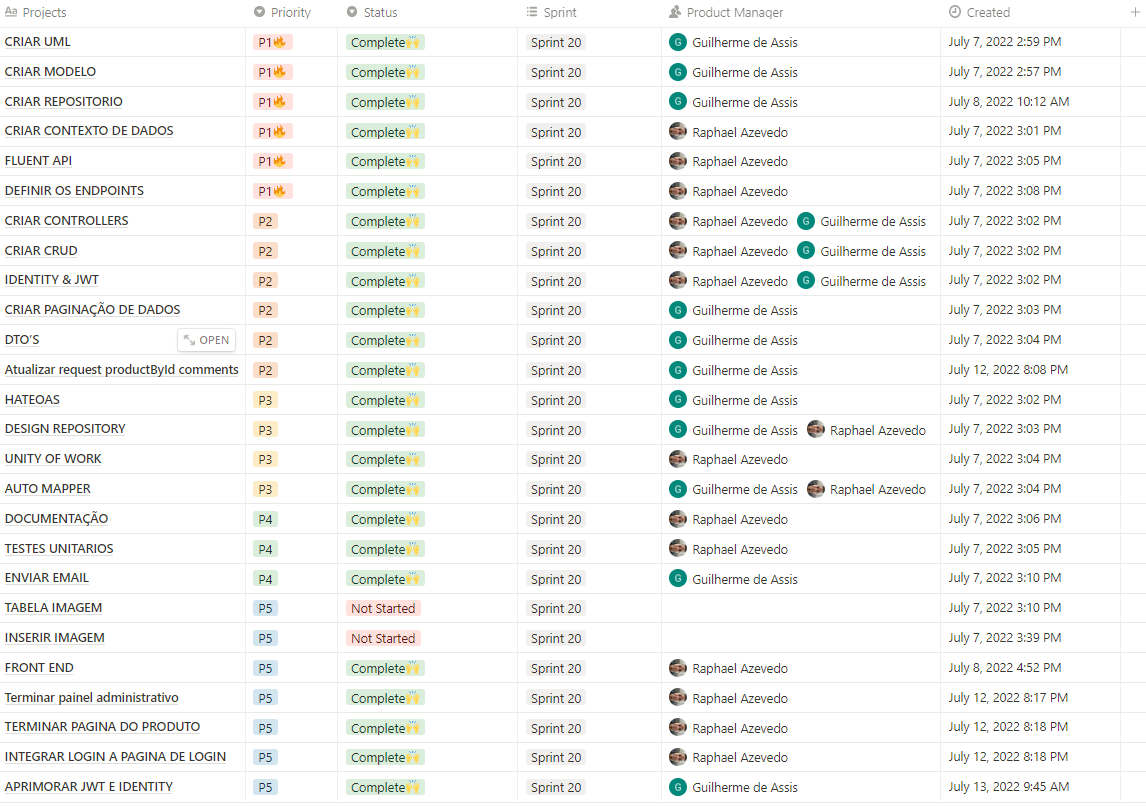 Aa Projects Priority Status Sprint Product Manager Created
CRIAR UML P1🔥 Complete🙌 Sprint 20 G Guilherme de Assis July 7, 2022 2:59 PM
CRIAR MODELO P1🔥 Complete🙌 Sprint 20 G Guilherme de Assis July 7, 2022 2:57 PM
CRIAR REPOSITORIO P1🔥 Complete🙌 Sprint 20 G Guilherme de Assis July 8, 2022 10:12 AM
CRIAR CONTEXTO DE DADOS P1🔥 Complete🙌 Sprint 20 Raphael Azevedo July 7, 2022 3:01 PM
FLUENT API P1🔥 Complete🙌 Sprint 20 Raphael Azevedo July 7, 2022 3:05 PM
DEFINIR OS ENDPOINTS P1🔥 Complete🙌 Sprint 20 Raphael Azevedo July 7, 2022 3:08 PM
CRIAR CONTROLLERS P2 Complete🙌 Sprint 20 Raphael Azevedo G Guilherme de Assis July 7, 2022 3:02 PM
CRIAR CRUD P2 Complete🙌 Sprint 20 Raphael Azevedo G Guilherme de Assis July 7, 2022 3:02 PM
IDENTITY & JWT P2 Complete🙌 Sprint 20 Raphael Azevedo G Guilherme de Assis July 7, 2022 3:02 PM
CRIAR PAGINAÇÃO DE DADOS P2 Complete🙌 Sprint 20 G Guilherme de Assis July 7, 2022 3:03 PM
DTO’S OPEN P2 Complete🙌 Sprint 20 G Guilherme de Assis July 7, 2022 3:04 PM
Atualizar request productById comments P2 Complete🙌 Sprint 20 G Guilherme de Assis July 12, 2022 8:08 PM
HATEOAS P3 Complete🙌 Sprint 20 G Guilherme de Assis July 7, 2022 3:02 PM
DESIGN REPOSITORY P3 Complete🙌 Sprint 20 G Guilherme de Assis Raphael Azevedo July 7, 2022 3:03 PM
UNITY OF WORK P3 Complete🙌 Sprint 20 Raphael Azevedo July 7, 2022 3:04 PM
AUTO MAPPER P3 Complete🙌 Sprint 20 G Guilherme de Assis Raphael Azevedo July 7, 2022 3:04 PM
DOCUMENTAÇÃO P4 Complete🙌 Sprint 20 Raphael Azevedo July 7, 2022 3:06 PM
TESTES UNITARIOS P4 Complete🙌 Sprint 20 Raphael Azevedo July 7, 2022 3:05 PM
ENVIAR EMAIL P4 Complete🙌 Sprint 20 G Guilherme de Assis July 7, 2022 3:10 PM
TABELA IMAGEM P5 Not Started Sprint 20 July 7, 2022 3:10 PM
INSERIR IMAGEM P5 Not Started Sprint 20 July 7, 2022 3:39 PM
FRONT END P5 Complete🙌 Sprint 20 Raphael Azevedo July 8, 2022 4:52 PM
Terminar painel administrativo P5 Complete🙌 Sprint 20 Raphael Azevedo July 12, 2022 8:17 PM
TERMINAR PAGINA DO PRODUTO P5 Complete🙌 Sprint 20 Raphael Azevedo July 12, 2022 8:18 PM
INTEGRAR LOGIN A PAGINA DE LOGIN P5 Complete🙌 Sprint 20 Raphael Azevedo July 12, 2022 8:18 PM
APRIMORAR JWT E IDENTITY P5 Complete🙌 Sprint 20 G Guilherme de Assis July 13, 2022 9:45 AM